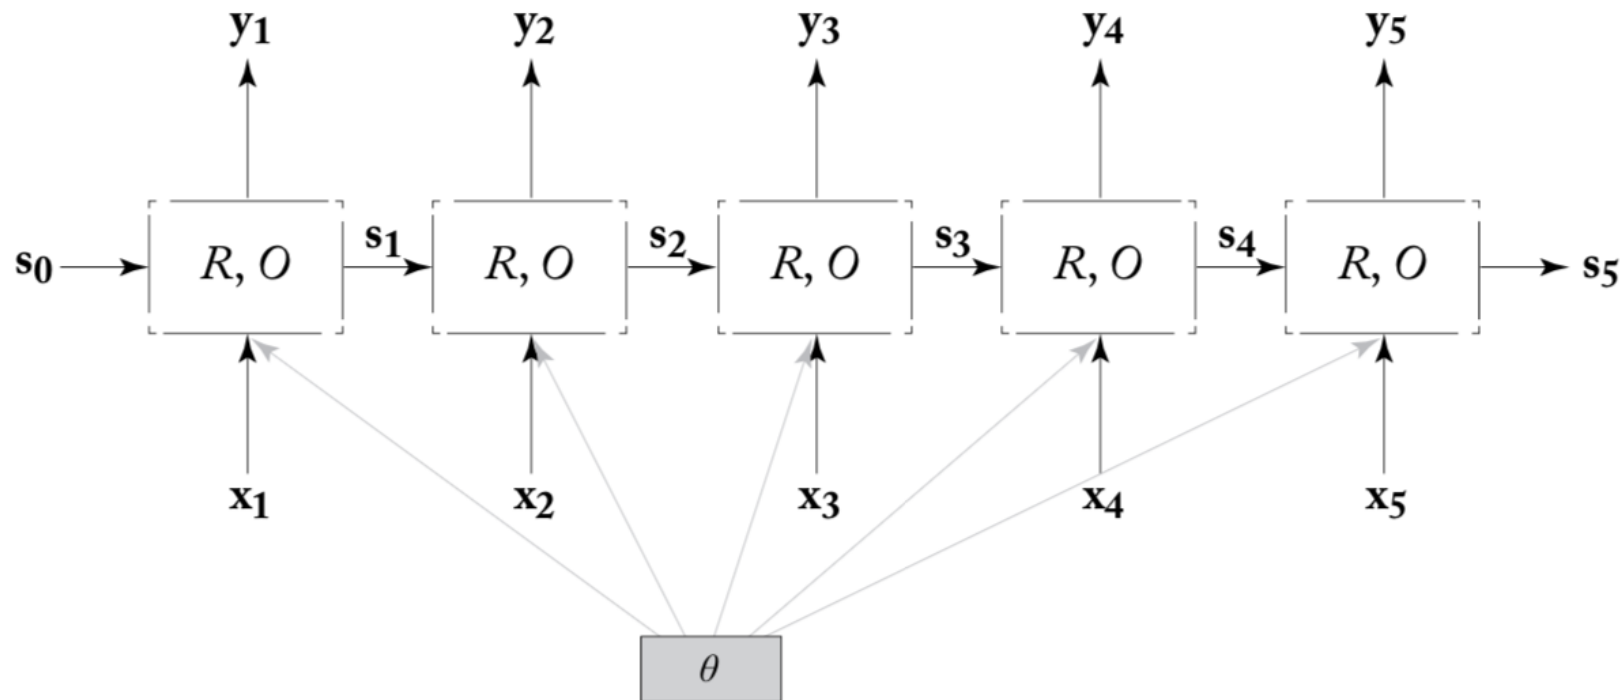 y1 y2 y3 y4 y5
s0 R, O s1 R, O s2 R, O s3 R, O s4 R, O s5
x1 x2 x3 x4 x5
θ